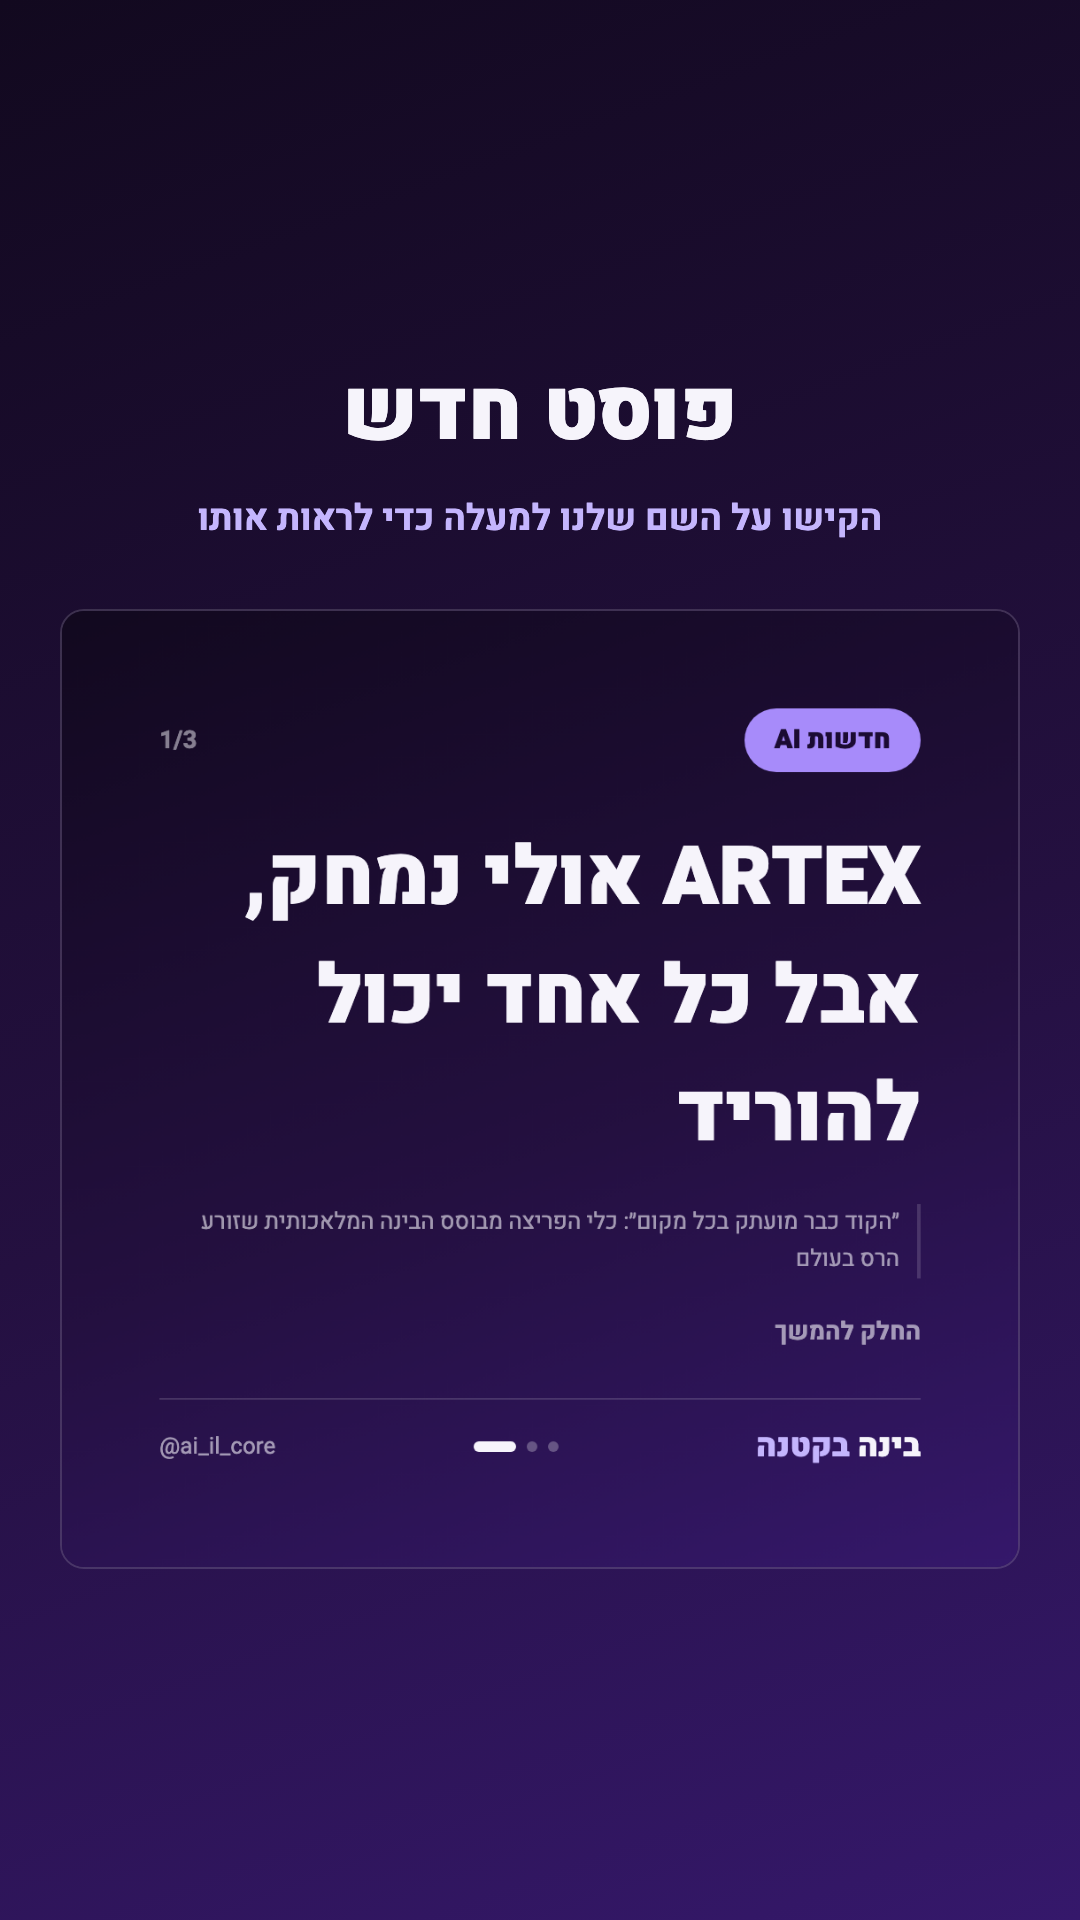 פוסט חדש
הקישו על השם שלנו למעלה כדי לראות אותו
חדשות AI
1/3
ARTEX אולי נמחק,
אבל כל אחד יכול
להוריד
"הקוד כבר מועתק בכל מקום": כלי הפריצה מבוסס הבינה המלאכותית שזורע
הרס בעולם
החלק להמשך
בינה בקטנה
@ai_il_core